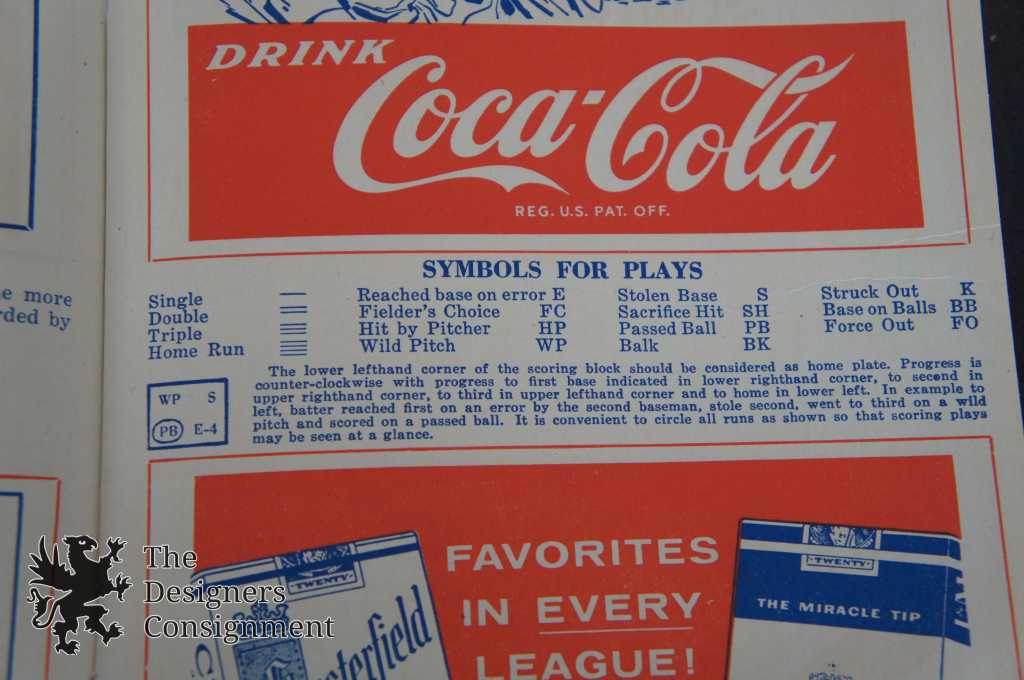 DRINK
Coca-Cola
REG. U.S. PAT. OFF.
e more
rded by
SYMBOLS FOR PLAYS
Single
Double
Triple
Home Run
Reached base on error E
Fielder's Choice FC
Hit by Pitcher HP
Wild Pitch WP
Stolen Base S
Sacrifice Hit SH
Passed Ball PB
Balk BK
Struck Out K
Base on Balls BB
Force Out FO
The lower lefthand corner of the scoring block should be considered as home plate. Progress is
counter-clockwise with progress to first base indicated in lower righthand corner, to second in
upper righthand corner, to third in upper lefthand corner and to home in lower left. In example to
left, batter reached first on an error by the second baseman, stole second, went to third on a wild
pitch and scored on a passed ball. It is convenient to circle all runs as shown so that scoring plays
may be seen at a glance.
WP S
PB E-4
FAVORITES
IN EVERY
LEAGUE!
TWENTY
sterfield
TWENTY
THE MIRACLE TIP
The
Designers
Consignment